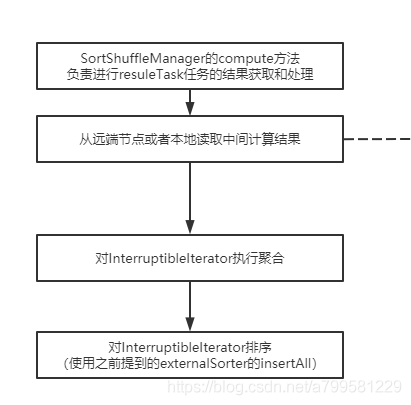 SortShuffleManager的compute方法
负责进行resuleTask任务的结果获取和处理
从远端节点或者本地读取中间计算结果
对InterruptibleIterator执行聚合
对InterruptibleIterator排序
（使用之前提到的externalSorter的insertAll）
https://blog.csdn.net/a799581229